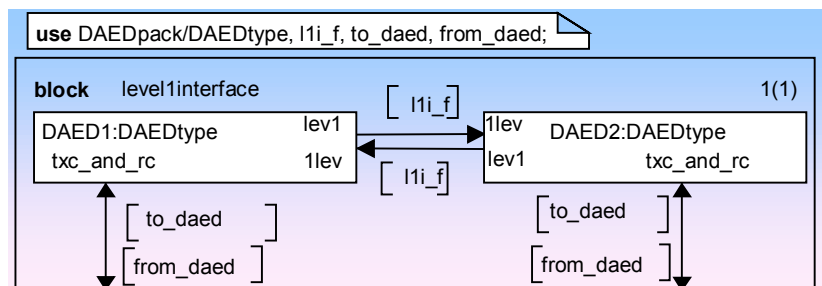 use DAEDpack/DAEDtype, l1i_f, to_daed, from_daed;
block level1interface 1(1)
[ l1i_f]
DAED1:DAEDtype lev1
1lev DAED2:DAEDtype
txc_and_rc 1lev
lev1 txc_and_rc
[ l1i_f]
[ to_daed ]
[to_daed ]
[from_daed ]
[from_daed ]